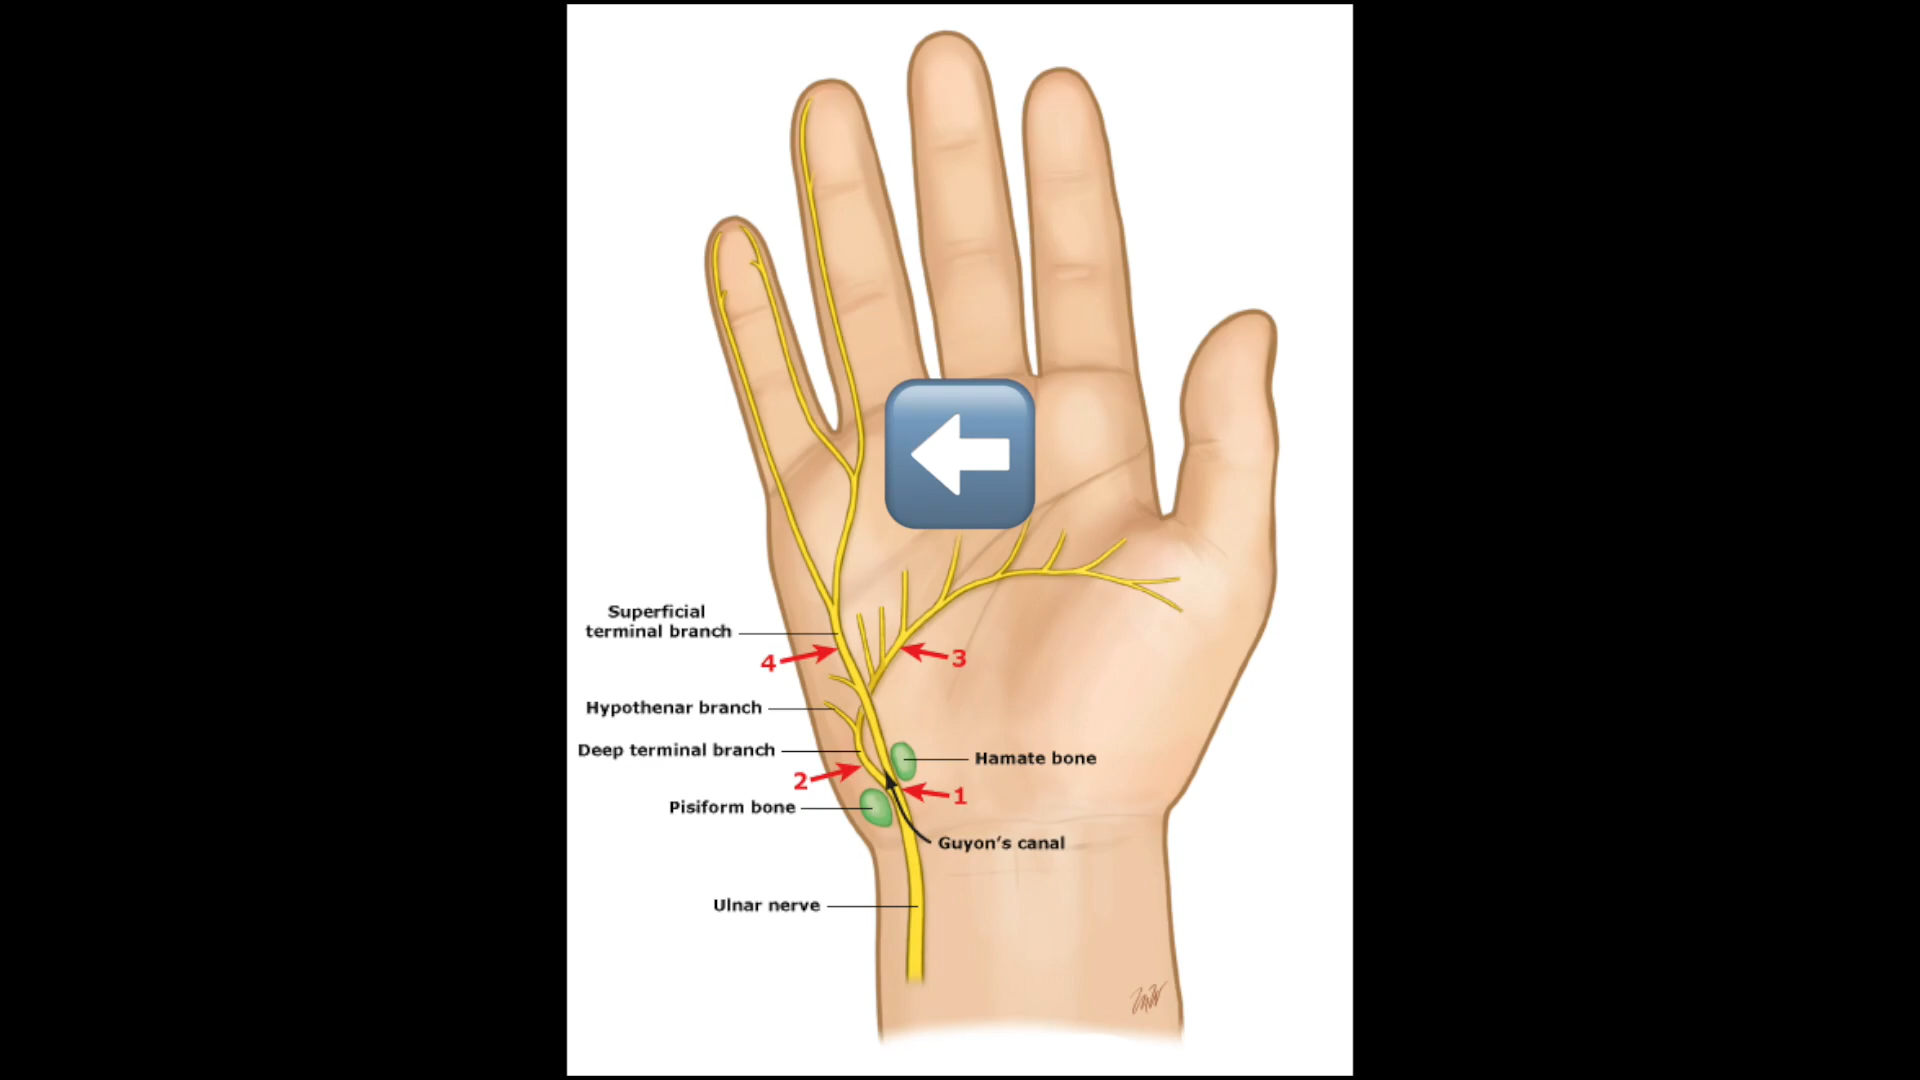 Superficial
terminal branch
4
3
Hypothenar branch
Deep terminal branch
Hamate bone
2
1
Pisiform bone
Guyon's canal
Ulnar nerve